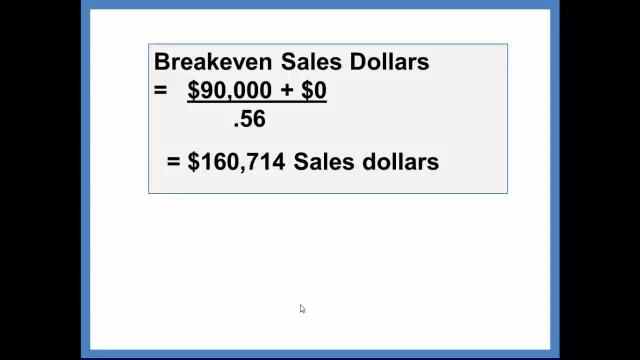 Breakeven Sales Dollars
= $90,000 + $0
.56
= $160,714 Sales dollars